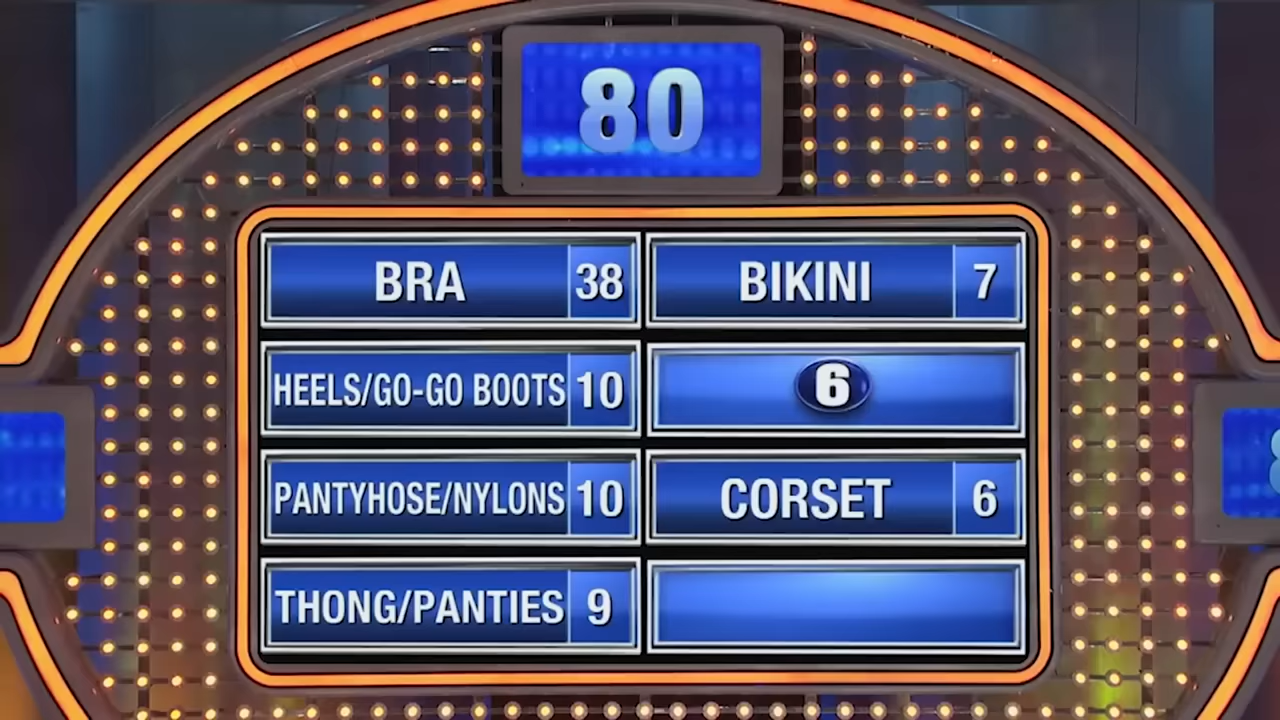 80
BRA 38
BIKINI 7
HEELS/GO-GO BOOTS 10
6
PANTYHOSE/NYLONS 10
CORSET 6
THONG/PANTIES 9